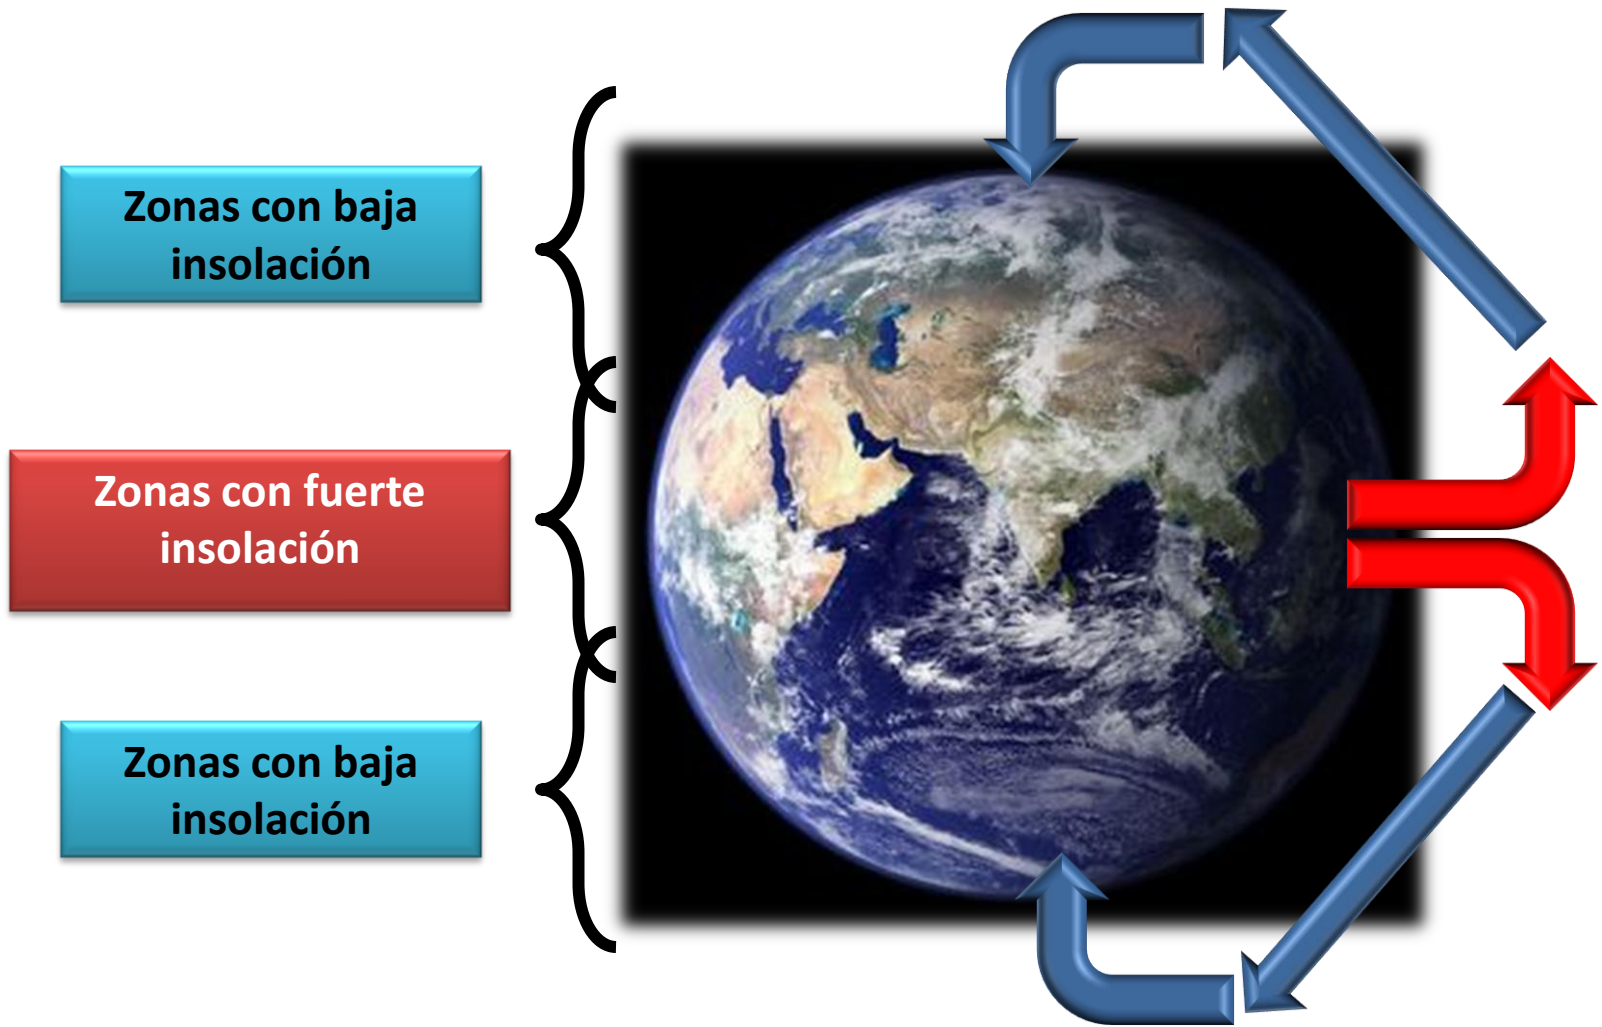 Zonas con baja
insolación
Zonas con fuerte
insolación
Zonas con baja
insolación